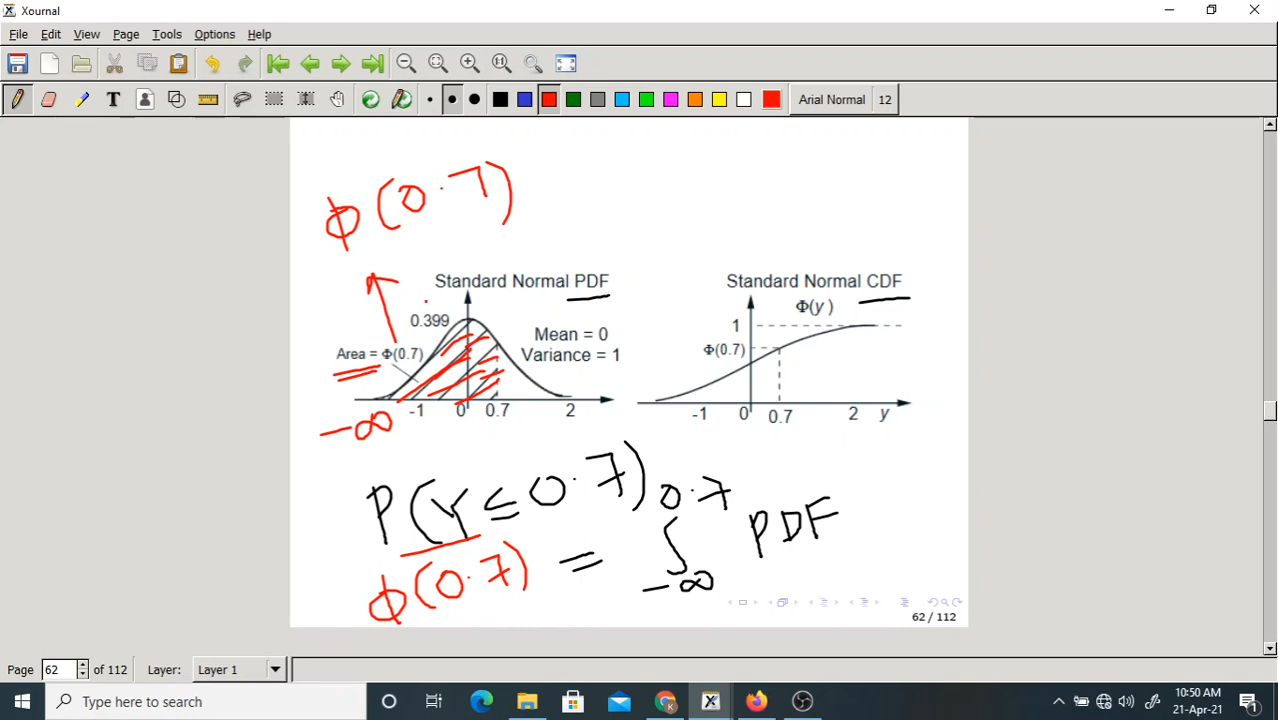 Xournal
File Edit View Page Tools Options Help
Arial Normal 12
Φ(0.7)
Standard Normal PDF
0.399
Mean = 0
Variance = 1
Area = Φ(0.7)
-∞
-1 0 0.7 2
Standard Normal CDF
Φ(y)
1
Φ(0.7)
-1 0 0.7 2 y
P(Y ≤ 0.7)
Φ(0.7) = ∫ PDF
0.7
-∞
62 / 112
Page 62 of 112 Layer: Layer 1
Type here to search
10:50 AM
21-Apr-21
1